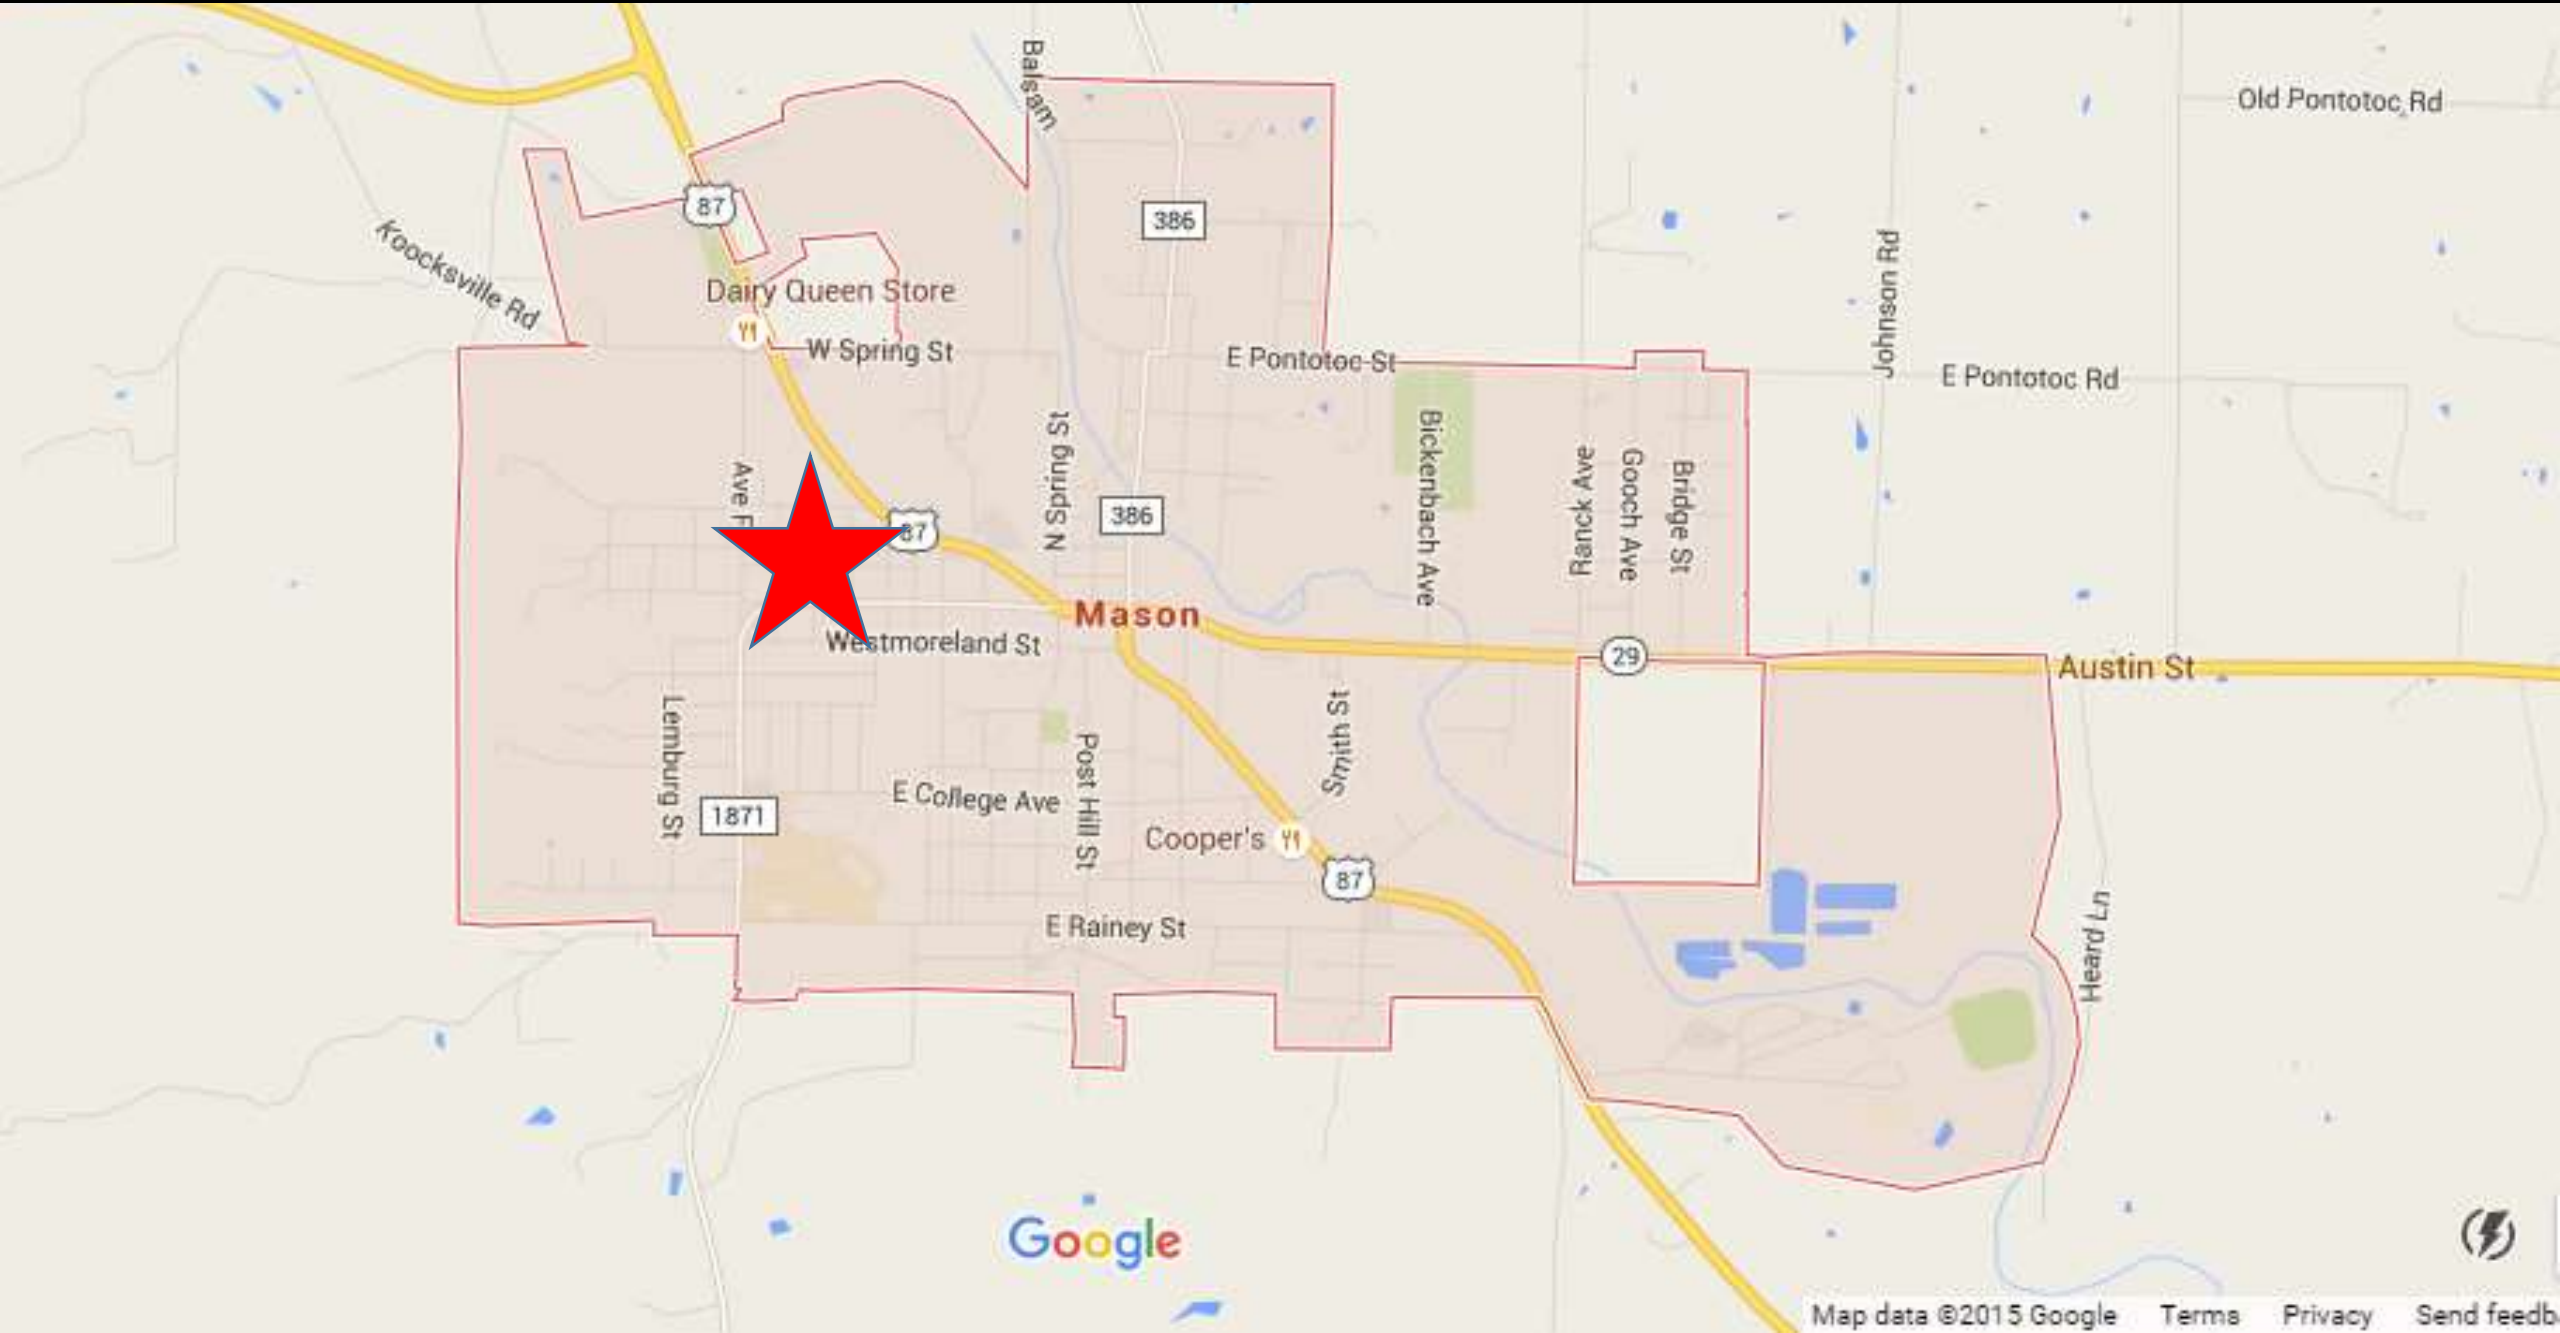 Balsam
Old Pontotoc Rd
87
386
Koocksville Rd
Johnson Rd
Dairy Queen Store
W Spring St
E Pontotoc St
E Pontotoc Rd
N Spring St
Bickenbach Ave
Ranck Ave
Gooch Ave
Bridge St
Ave F
87
386
Mason
Westmoreland St
29
Austin St
Lemburg St
Smith St
Post Hill St
E College Ave
1871
Cooper's
87
E Rainey St
Heard Ln
Google
Map data ©2015 Google Terms Privacy Send feedb